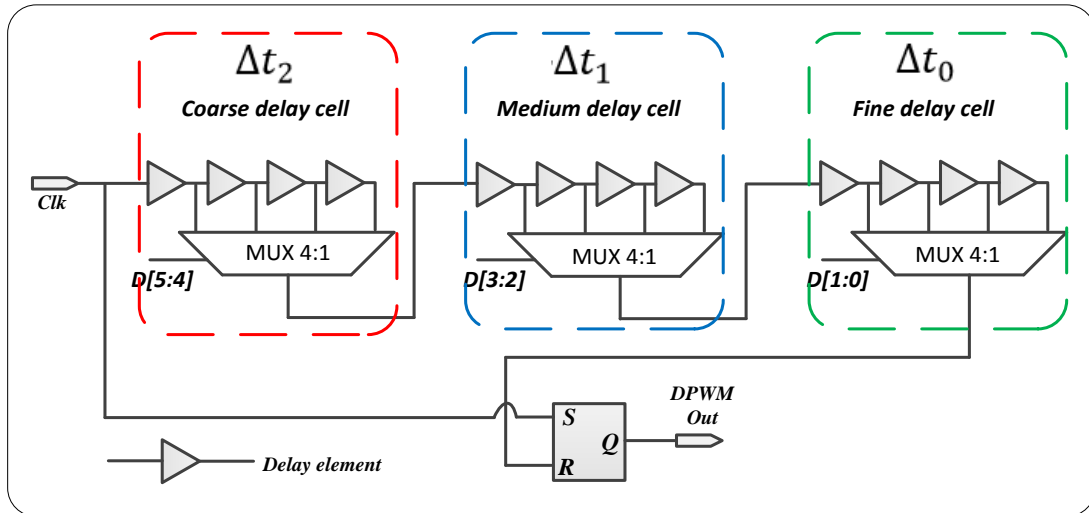 Δt₂
Coarse delay cell
Δt₁
Medium delay cell
Δt₀
Fine delay cell
Clk
MUX 4:1
D[5:4]
MUX 4:1
D[3:2]
MUX 4:1
D[1:0]
S
R
Q
DPWM
Out
Delay element